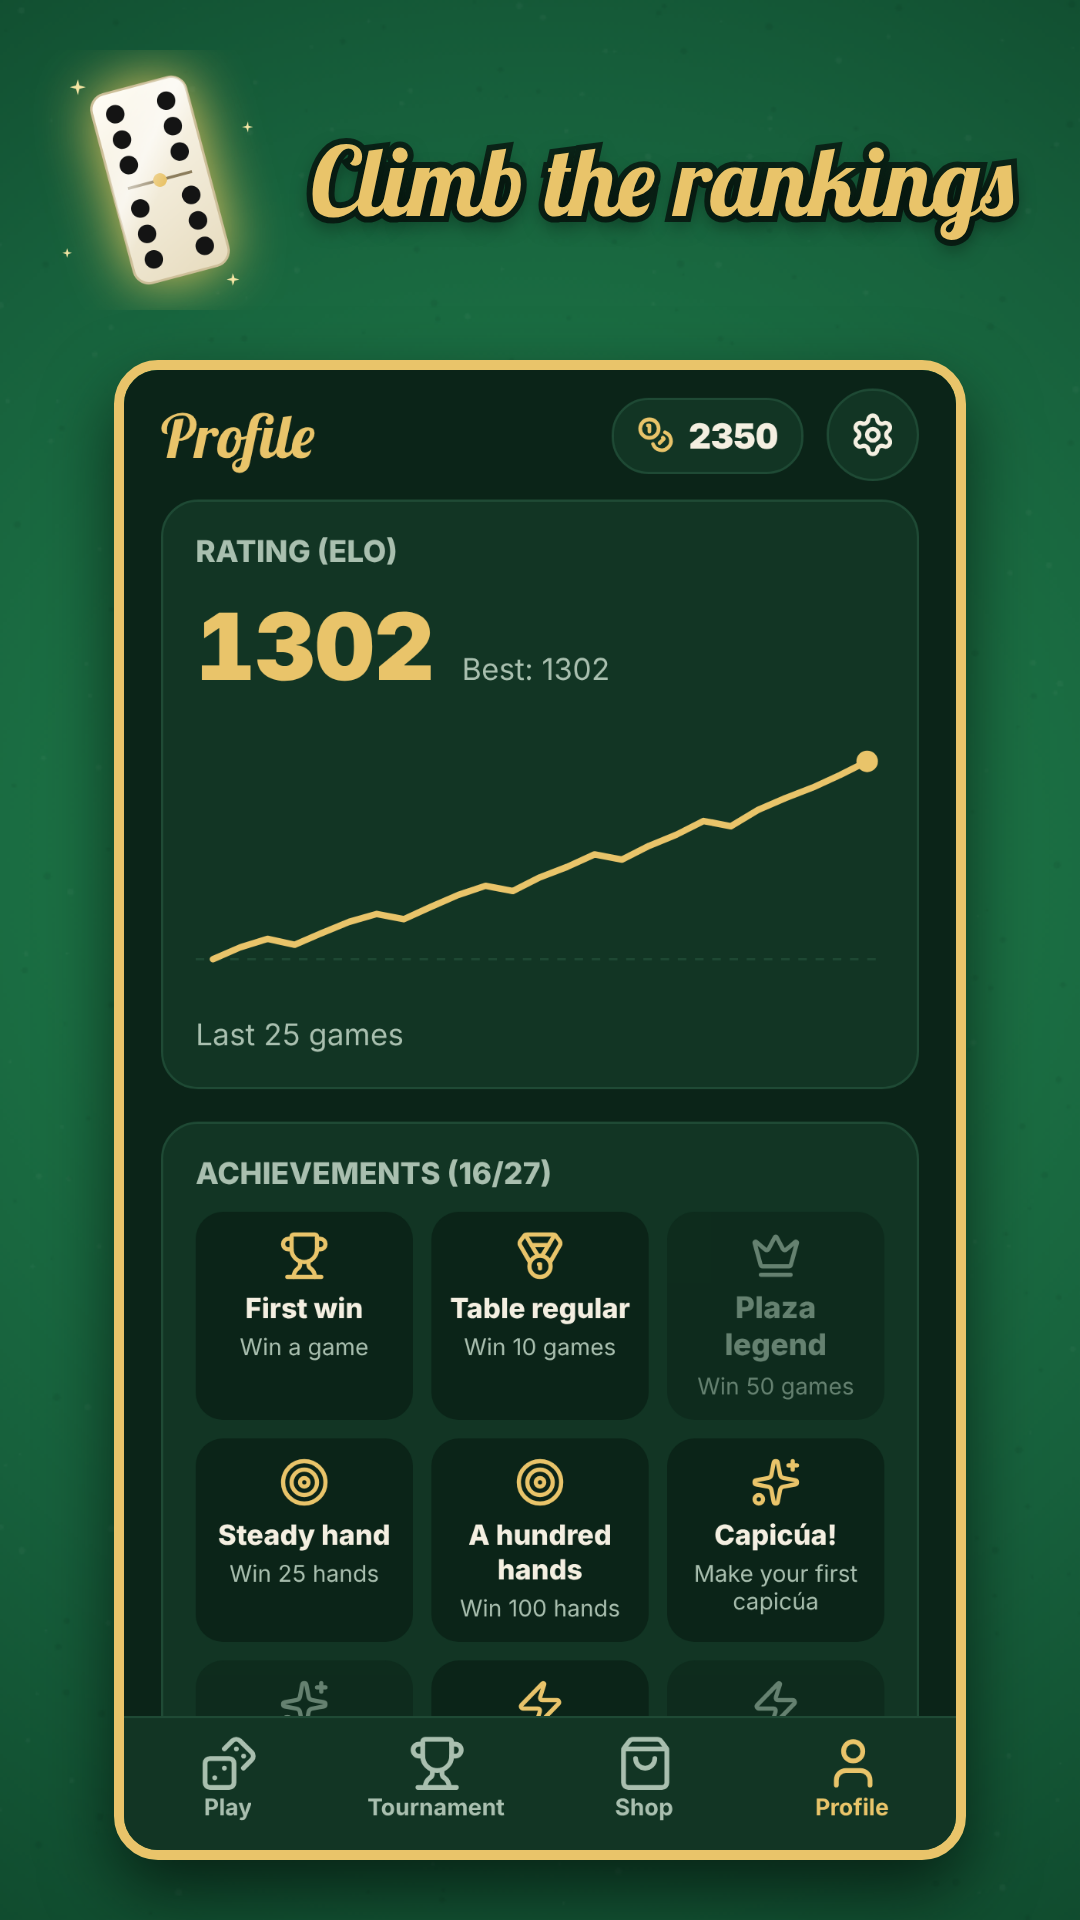 Climb the rankings
Profile
2350
RATING (ELO)
1302
Best: 1302
Last 25 games
ACHIEVEMENTS (16/27)
First win
Win a game
Table regular
Win 10 games
Plaza
legend
Win 50 games
Steady hand
Win 25 hands
A hundred
hands
Win 100 hands
Capicúa!
Make your first
capicúa
Play
Tournament
Shop
Profile